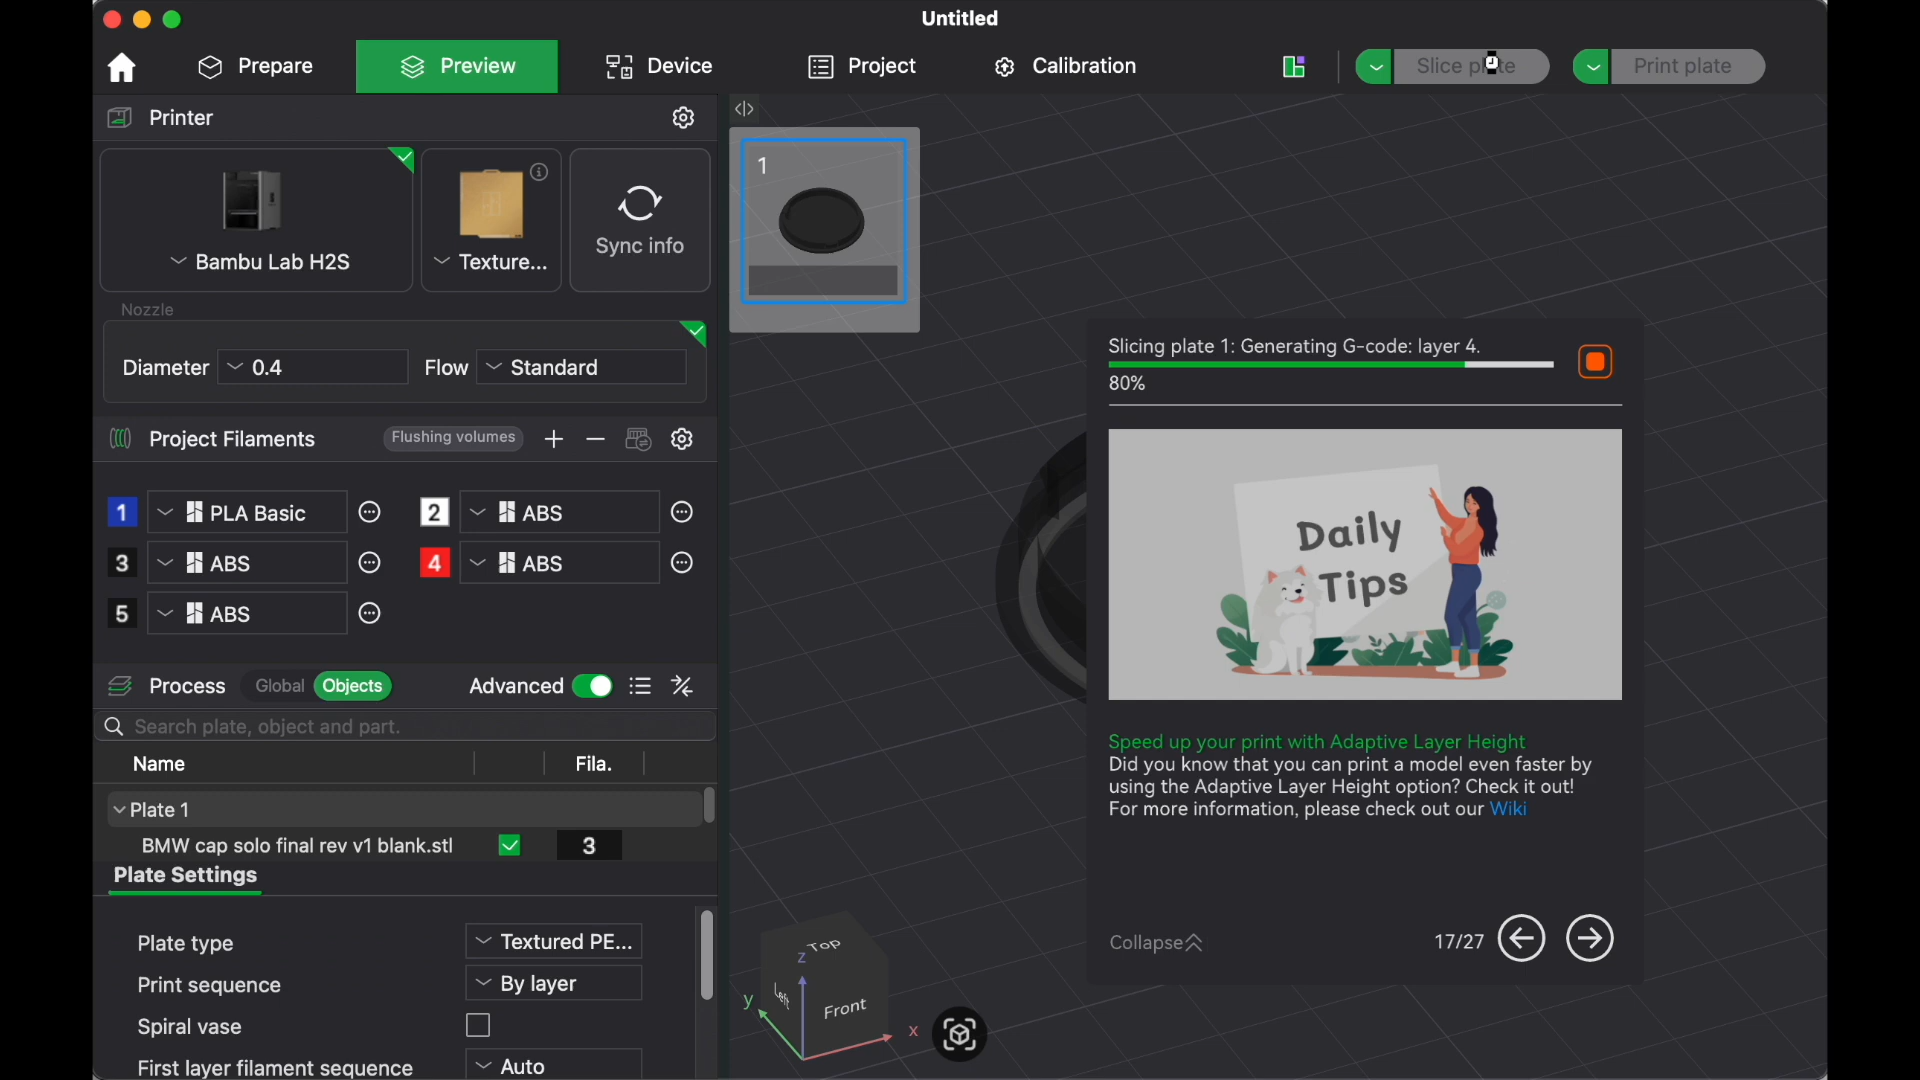 Untitled
Prepare
Preview
Device
Project
Calibration
Slice plate
Print plate
Printer
Bambu Lab H2S
Texture...
Sync info
Nozzle
Diameter
0.4
Flow
Standard
Project Filaments
Flushing volumes
1
PLA Basic
2
ABS
3
ABS
4
ABS
5
ABS
Process
Global
Objects
Advanced
Search plate, object and part.
Name
Fila.
Plate 1
BMW cap solo final rev v1 blank.stl
3
Plate Settings
Plate type
Textured PE...
Print sequence
By layer
Spiral vase
First layer filament sequence
Auto
1
Slicing plate 1: Generating G-code: layer 4.
80%
Daily
Tips
Speed up your print with Adaptive Layer Height
Did you know that you can print a model even faster by
using the Adaptive Layer Height option? Check it out!
For more information, please check out our Wiki
Collapse
17/27
Top
Left
Front
z
y
x